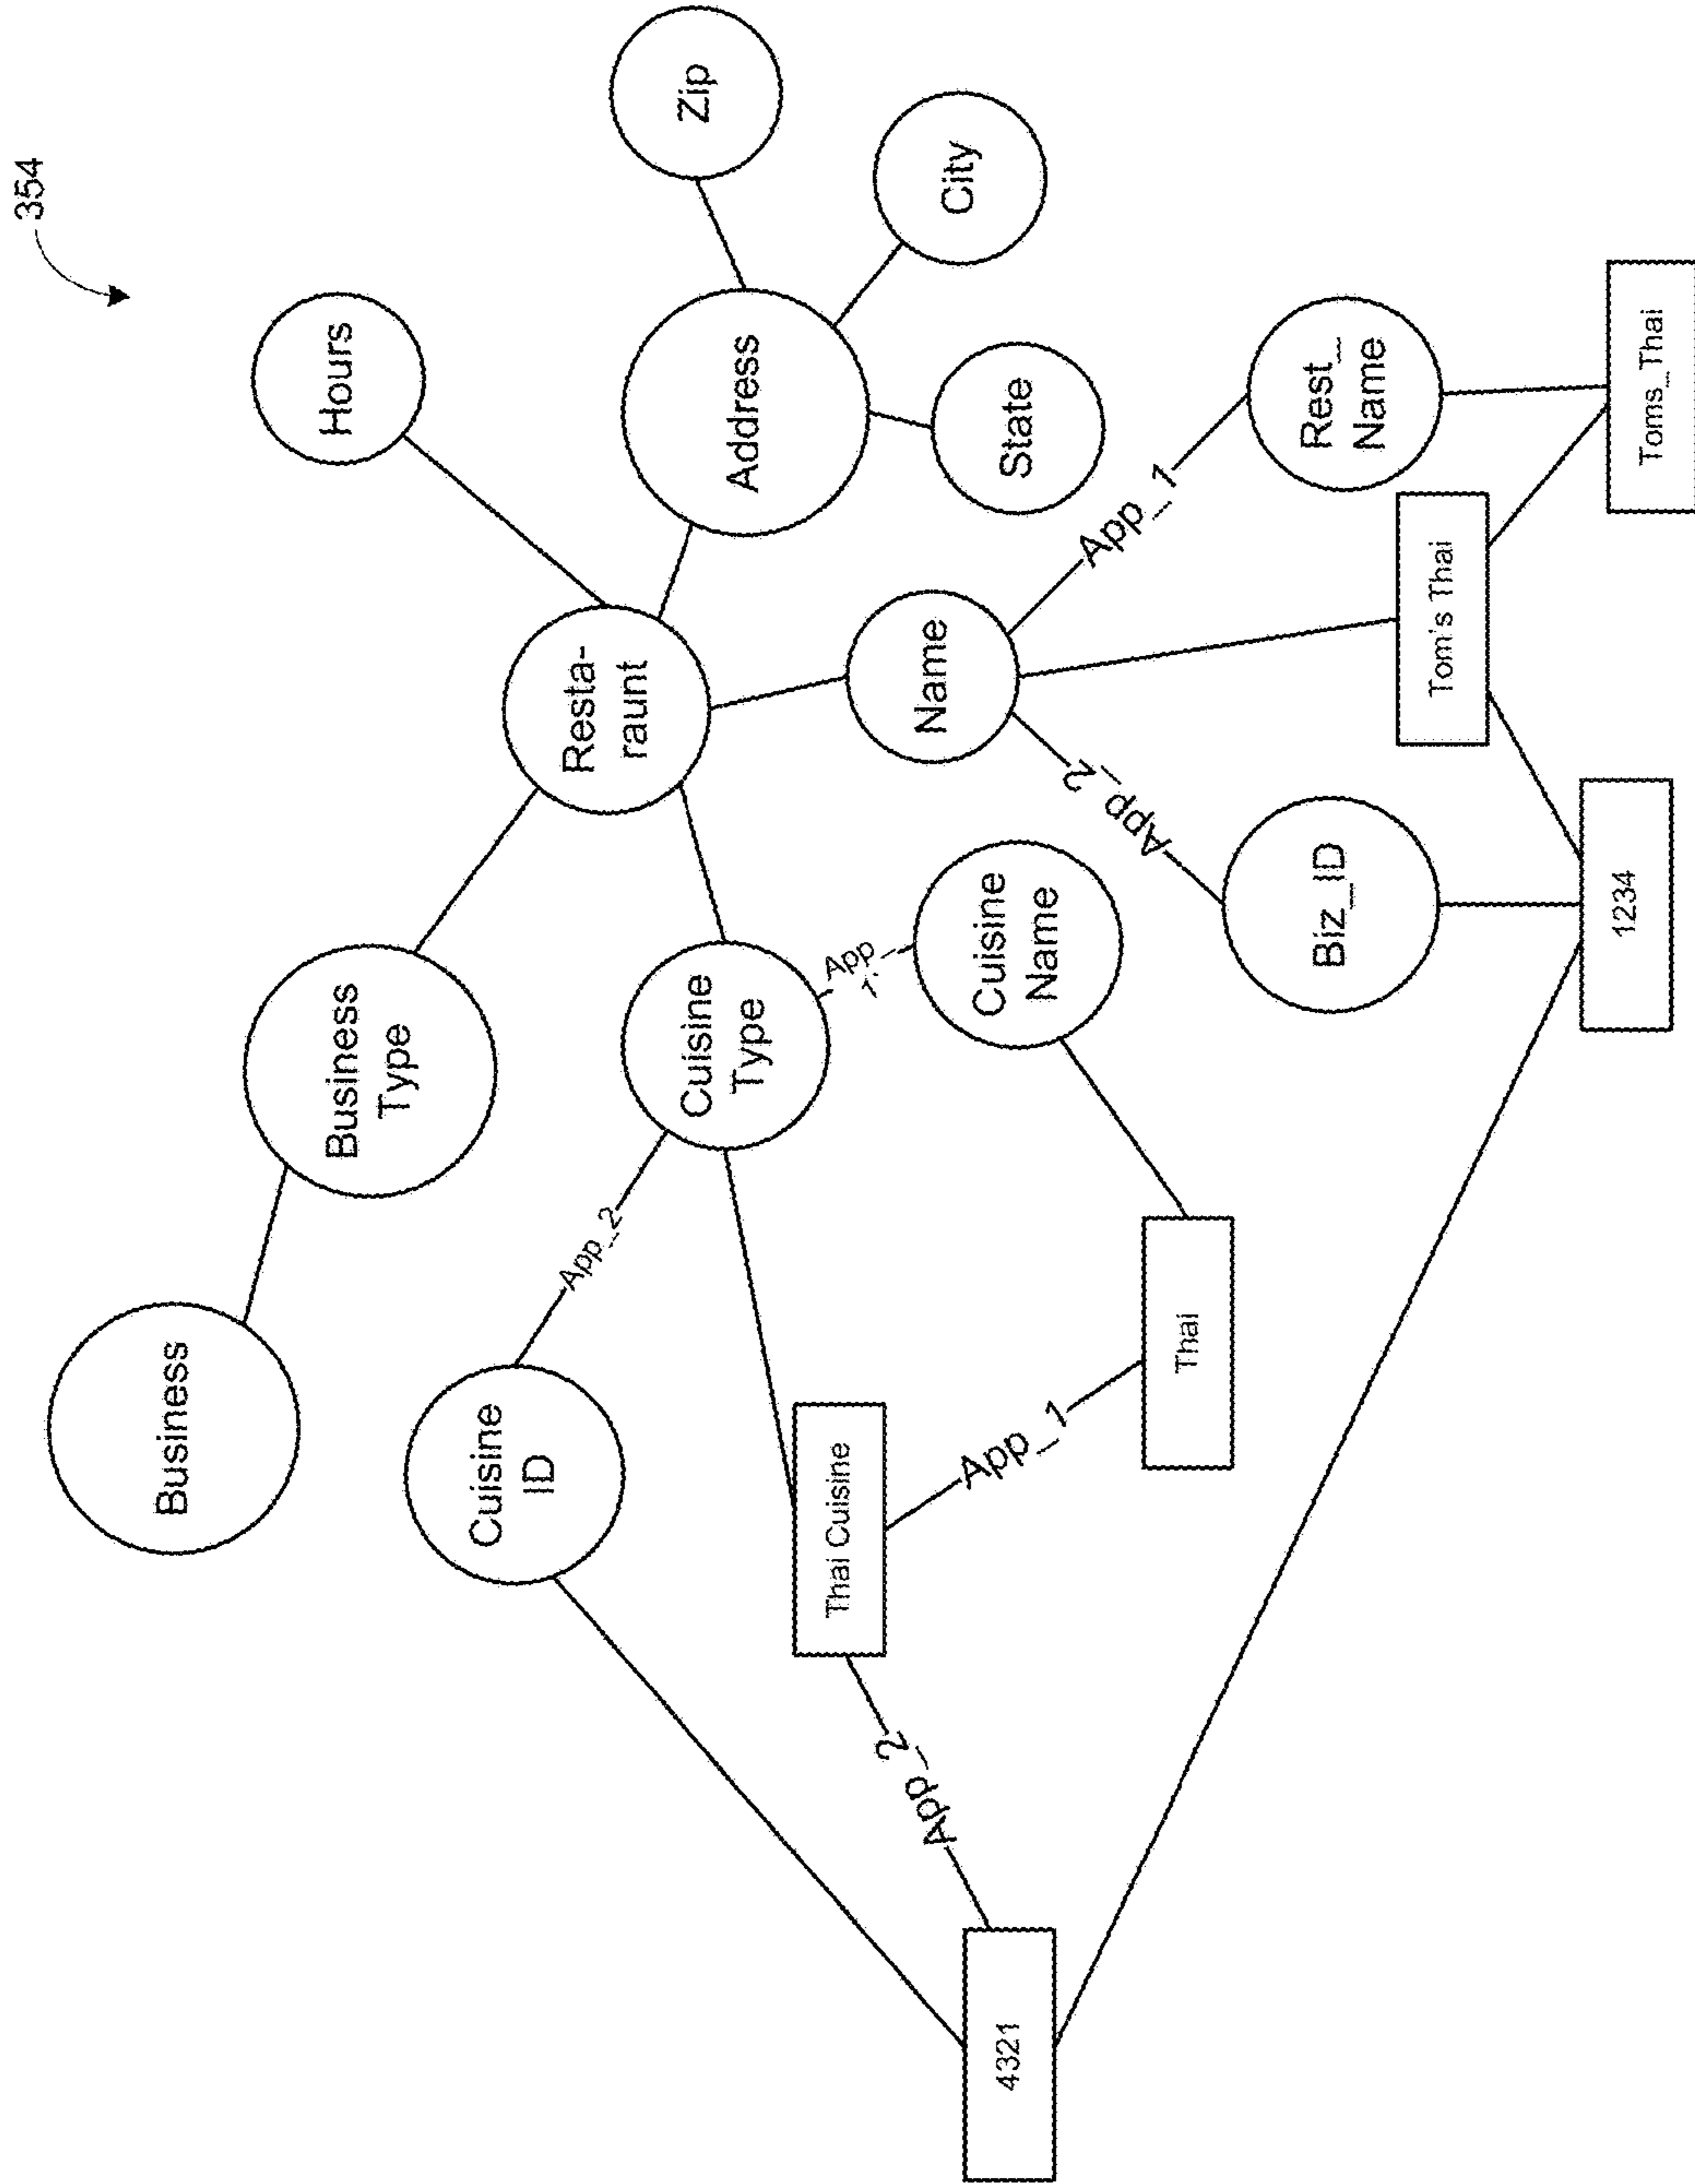 354
Business
Hours
Business
Type
Cuisine
ID
App_2
Resta-
raunt
Zip
Cuisine
Type
Address
Thai Cuisine
App_
1
App_2
Name
City
Cuisine
Name
4321
App_1
State
App_2
App_1
Thai
Biz_ID
Rest_
Name
Tom's Thai
1234
Toms_Thai